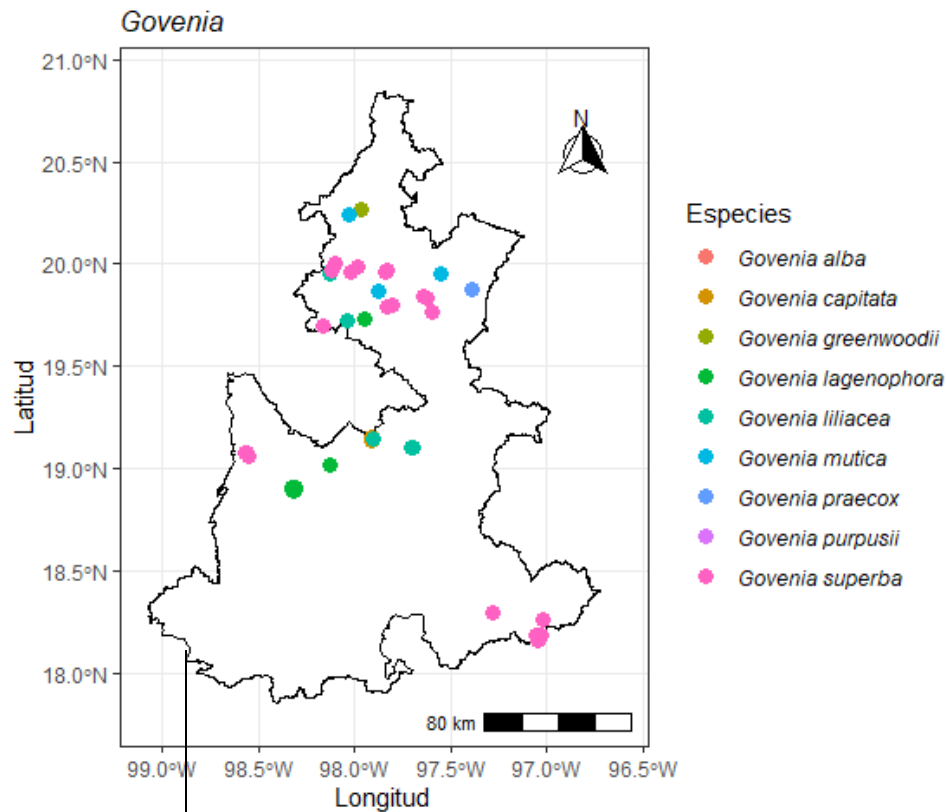 Govenia
21.0°N
20.5°N
20.0°N
19.5°N
19.0°N
18.5°N
18.0°N
Latitud
N
80 km
99.0°W 98.5°W 98.0°W 97.5°W 97.0°W 96.5°W
Longitud
Especies
Govenia alba
Govenia capitata
Govenia greenwoodii
Govenia lagenophora
Govenia liliacea
Govenia mutica
Govenia praecox
Govenia purpusii
Govenia superba